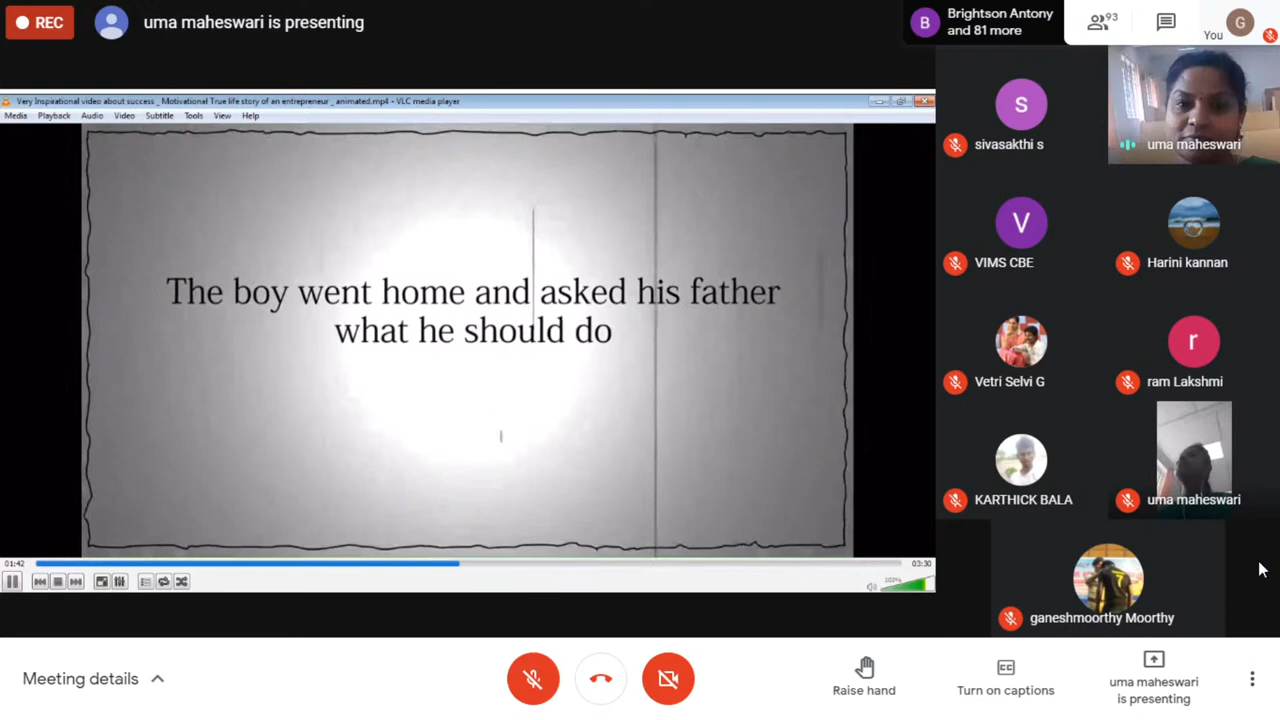 REC
uma maheswari is presenting
B
Brightson Antony
and 81 more
93
You
G
Very Inspirational video about success _ Motivational True life story of an entrepreneur _ animated.mp4 - VLC media player
Media Playback Audio Video Subtitle Tools View Help
The boy went home and asked his father
what he should do
01:42
03:30
102%
s
sivasakthi s
uma maheswari
V
VIMS CBE
Harini kannan
Vetri Selvi G
r
ram Lakshmi
KARTHICK BALA
uma maheswari
7
ganeshmoorthy Moorthy
Meeting details
Raise hand
Turn on captions
uma maheswari
is presenting